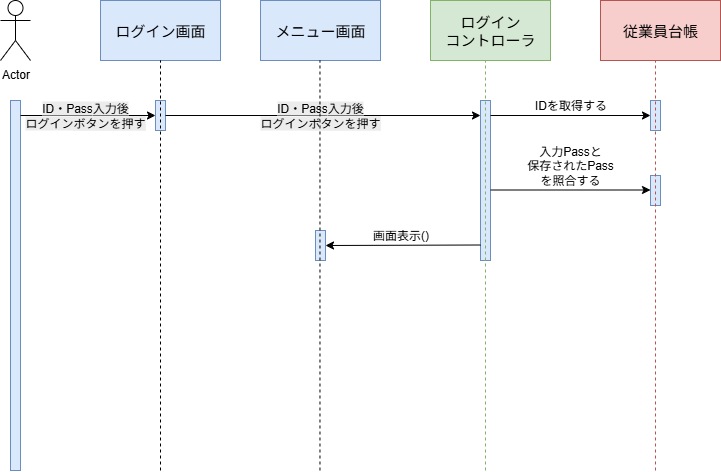 Actor
ログイン画面
メニュー画面
ログイン
コントローラ
従業員台帳
ID・Pass入力後
ログインボタンを押す
ID・Pass入力後
ログインボタンを押す
IDを取得する
入力Passと
保存されたPass
を照合する
画面表示()